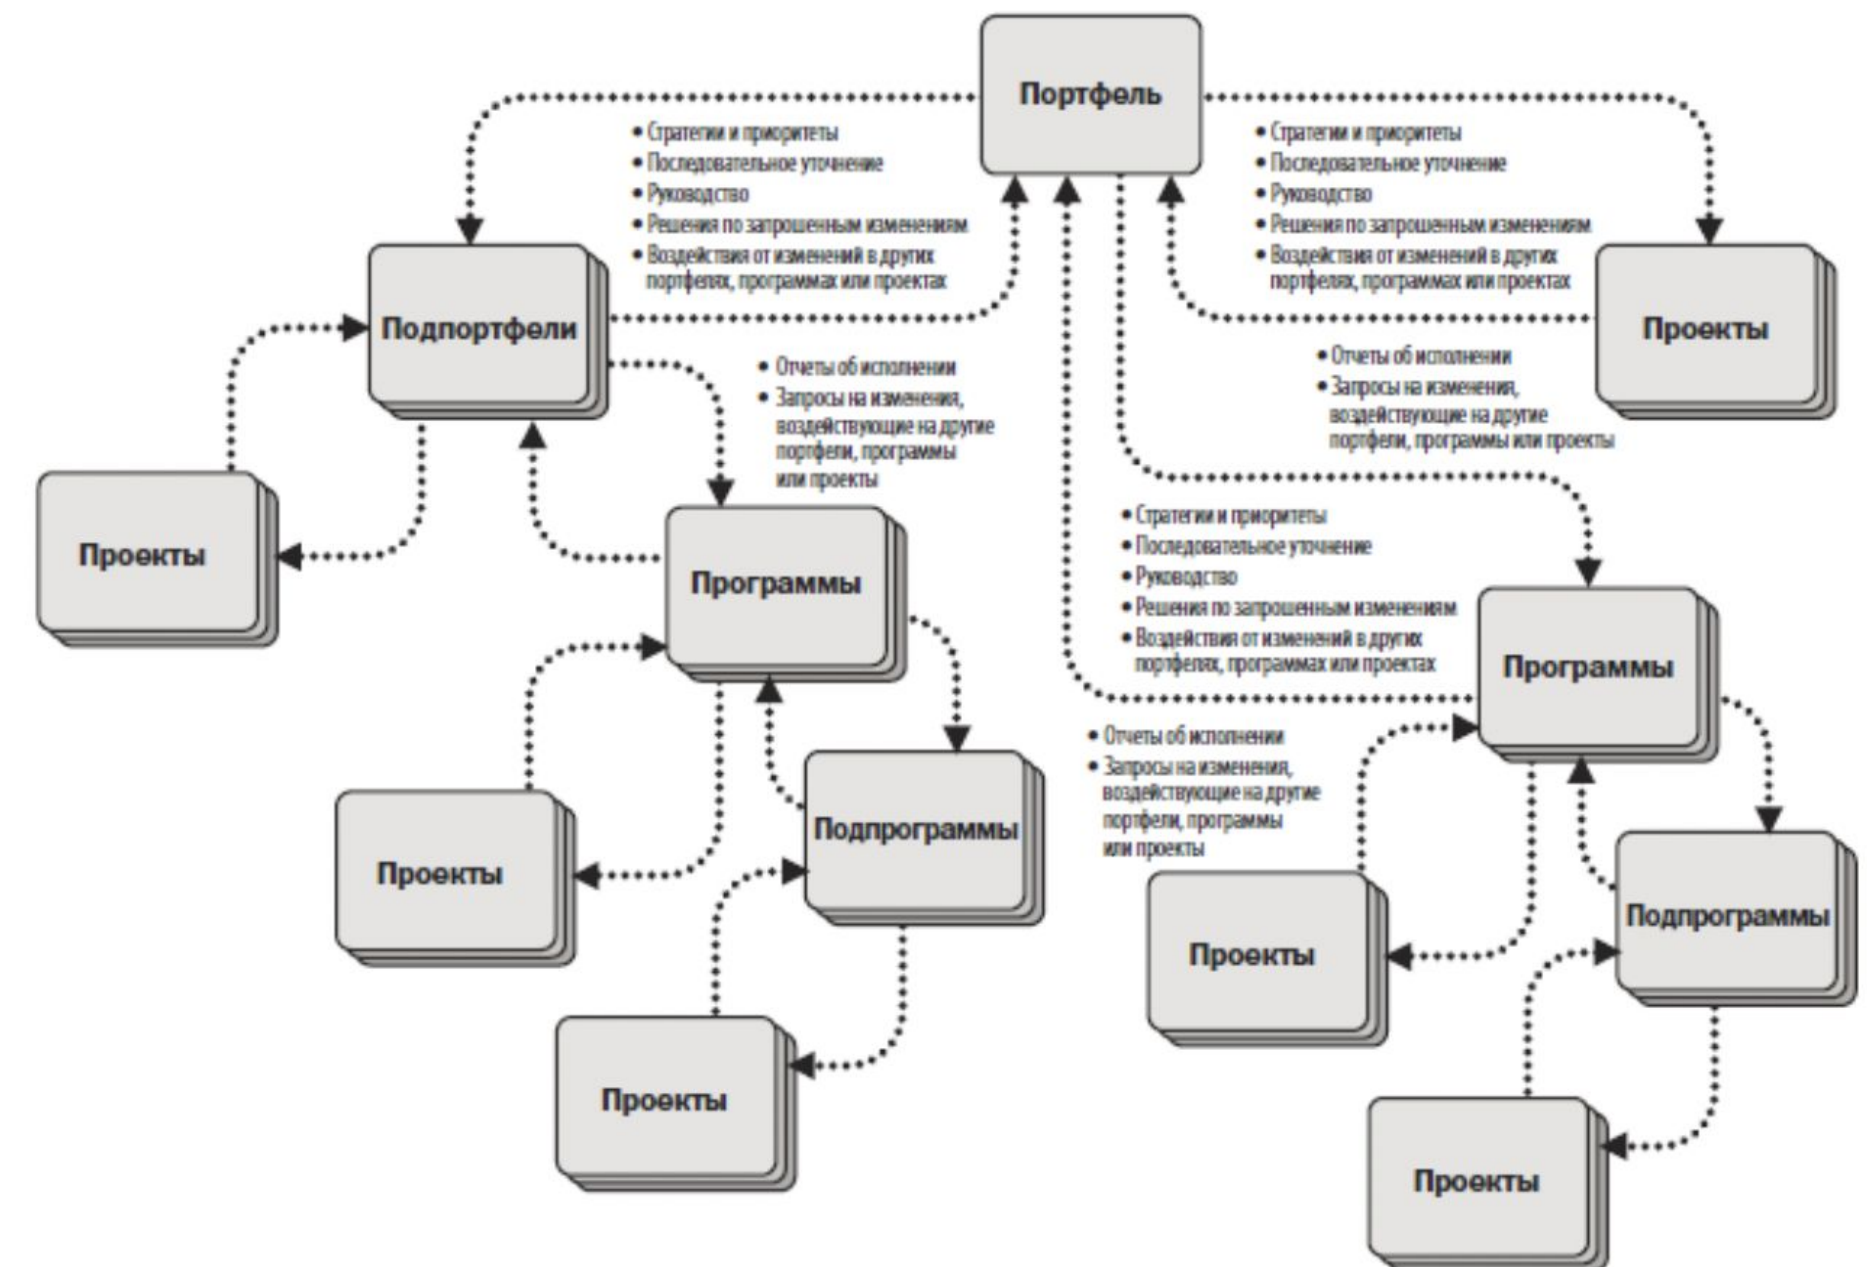 Портфель
• Стратегии и приоритеты
• Последовательное уточнение
• Руководство
• Решения по запрошенным изменениям
• Воздействия от изменений в других
портфелях, программах или проектах
• Стратегии и приоритеты
• Последовательное уточнение
• Руководство
• Решения по запрошенным изменениям
• Воздействия от изменений в других
портфелях, программах или проектах
Подпортфели
Проекты
• Отчеты об исполнении
• Запросы на изменения,
воздействующие на другие
портфели, программы
или проекты
• Отчеты об исполнении
• Запросы на изменения,
воздействующие на другие
портфели, программы или проекты
Проекты
Программы
• Стратегии и приоритеты
• Последовательное уточнение
• Руководство
• Решения по запрошенным изменениям
• Воздействия от изменений в других
портфелях, программах или проектах
Программы
• Отчеты об исполнении
• Запросы на изменения,
воздействующие на другие
портфели, программы
или проекты
Подпрограммы
Проекты
Подпрограммы
Проекты
Проекты
Проекты